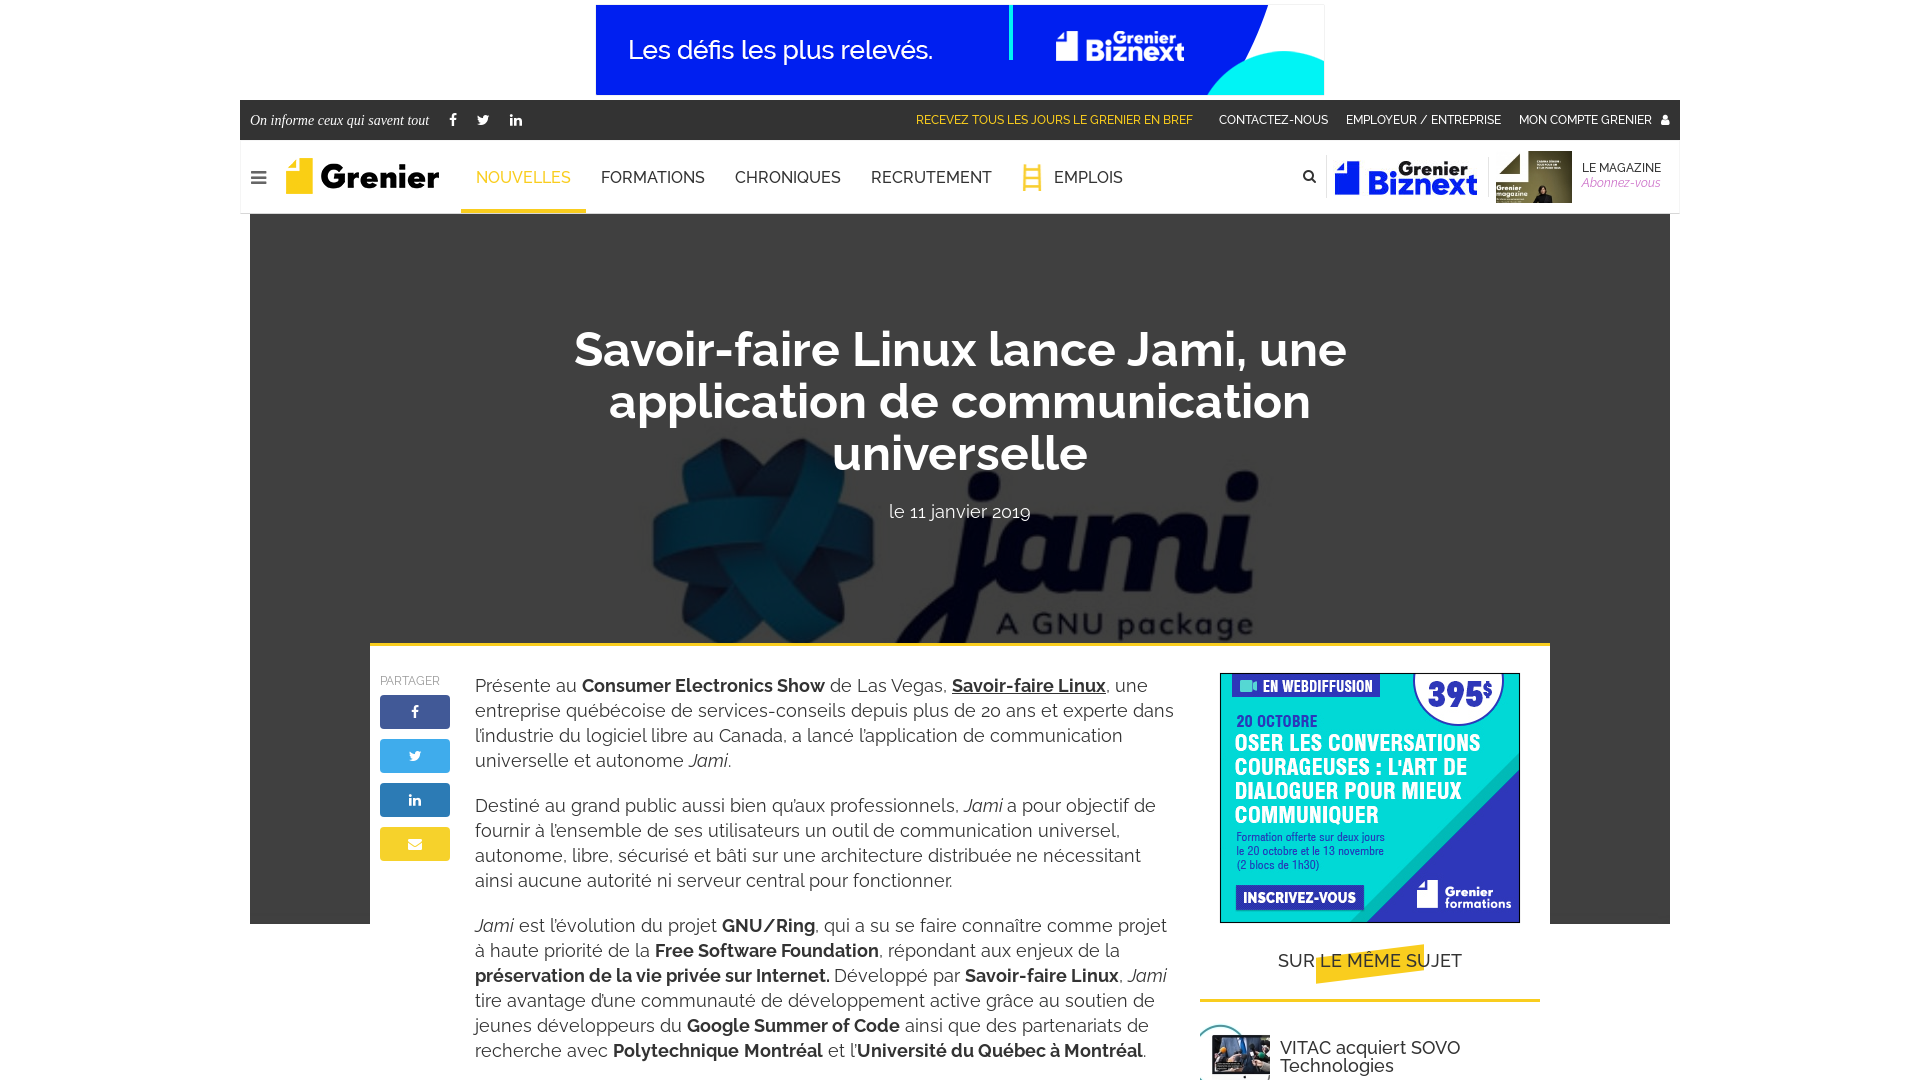 Les défis les plus relevés.
Grenier
Biznext
On informe ceux qui savent tout
RECEVEZ TOUS LES JOURS LE GRENIER EN BREF
CONTACTEZ-NOUS
EMPLOYEUR / ENTREPRISE
MON COMPTE GRENIER
Grenier
NOUVELLES
FORMATIONS
CHRONIQUES
RECRUTEMENT
EMPLOIS
Grenier
Biznext
Grenier
magazine
LE MAGAZINE
Abonnez-vous
Savoir-faire Linux lance Jami, une
application de communication
universelle
le 11 janvier 2019
jami
A GNU package
PARTAGER
Présente au Consumer Electronics Show de Las Vegas, Savoir-faire Linux, une
entreprise québécoise de services-conseils depuis plus de 20 ans et experte dans
l’industrie du logiciel libre au Canada, a lancé l’application de communication
universelle et autonome Jami.
Destiné au grand public aussi bien qu’aux professionnels, Jami a pour objectif de
fournir à l’ensemble de ses utilisateurs un outil de communication universel,
autonome, libre, sécurisé et bâti sur une architecture distribuée ne nécessitant
ainsi aucune autorité ni serveur central pour fonctionner.
Jami est l’évolution du projet GNU/Ring, qui a su se faire connaître comme projet
à haute priorité de la Free Software Foundation, répondant aux enjeux de la
préservation de la vie privée sur Internet. Développé par Savoir-faire Linux, Jami
tire avantage d’une communauté de développement active grâce au soutien de
jeunes développeurs du Google Summer of Code ainsi que des partenariats de
recherche avec Polytechnique Montréal et l’Université du Québec à Montréal.
EN WEBDIFFUSION
395$
20 OCTOBRE
OSER LES CONVERSATIONS
COURAGEUSES : L'ART DE
DIALOGUER POUR MIEUX
COMMUNIQUER
Formation offerte sur deux jours
le 20 octobre et le 13 novembre
(2 blocs de 1h30)
INSCRIVEZ-VOUS
Grenier
formations
SUR LE MÊME SUJET
VITAC acquiert SOVO
Technologies